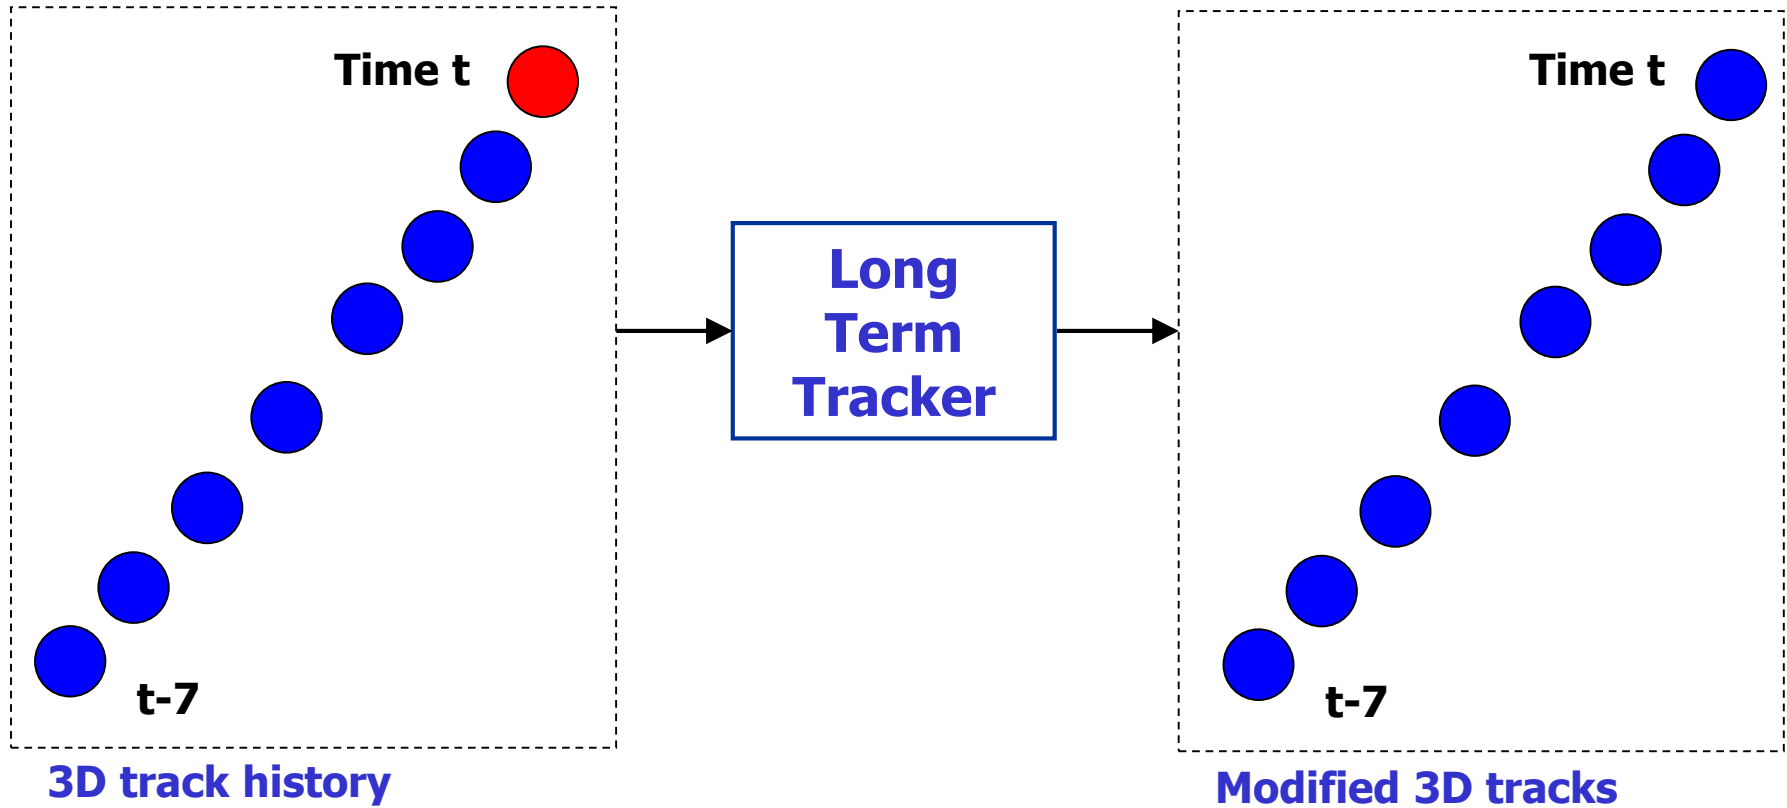 Time t
t-7
3D track history
Long
Term
Tracker
Time t
t-7
Modified 3D tracks